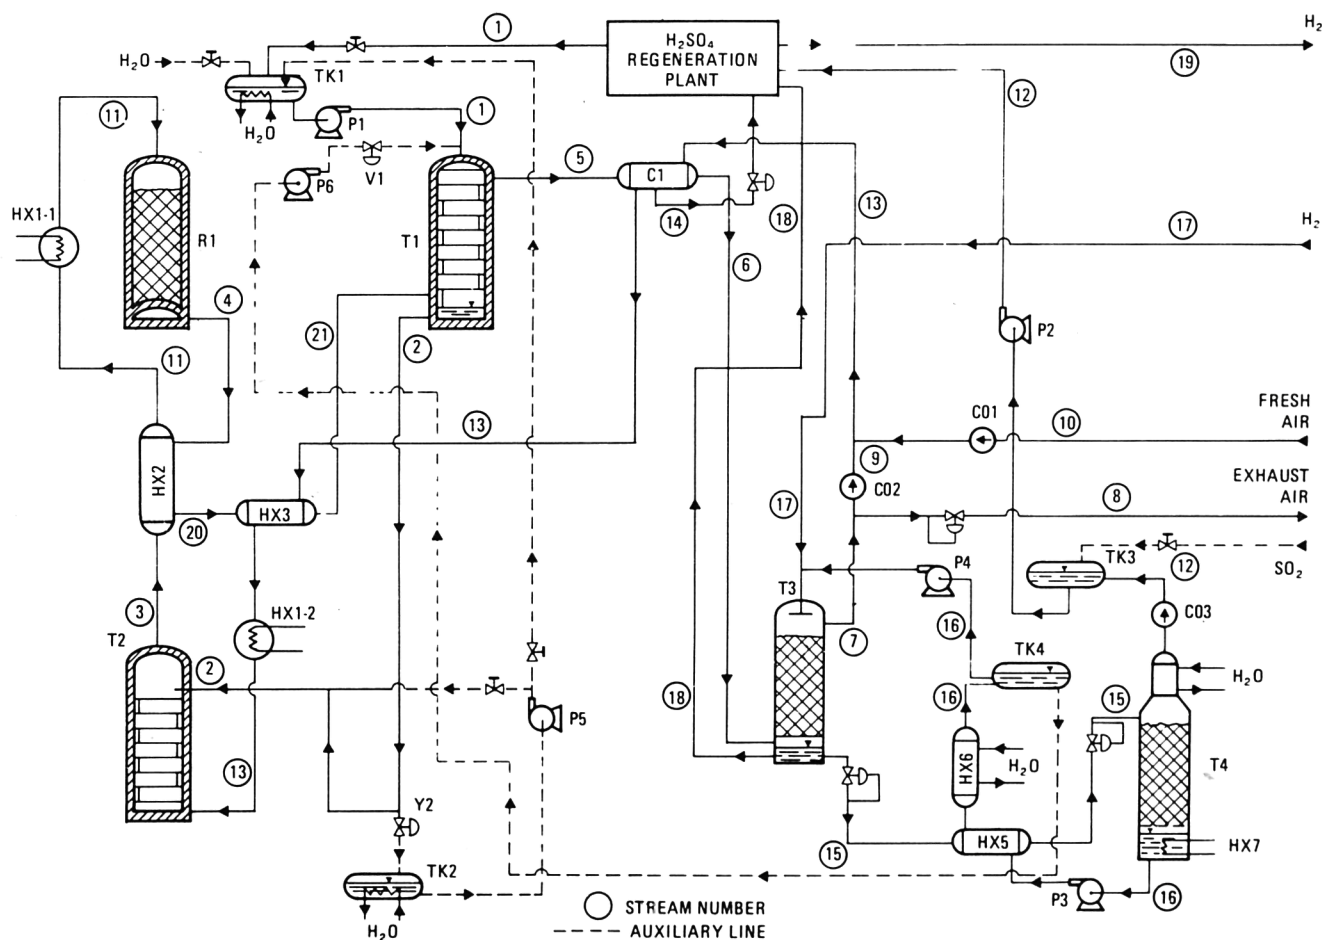 1
H₂
H₂SO₄
REGENERATION
PLANT
19
H₂O
TK1
12
11
1
H₂O
P1
5
P6
V1
C1
14
18
13
HX1-1
R1
T1
17
H₂
6
4
21
2
P2
11
FRESH
AIR
CO1
10
13
9
HX2
EXHAUST
AIR
CO2
8
17
HX3
20
TK3
12
SO₂
P4
T3
3
HX1-2
CO3
16
7
T2
2
TK4
H₂O
18
16
15
P5
13
HX6
H₂O
T4
Y2
HX5
HX7
15
TK2
P3
16
H₂O
STREAM NUMBER
AUXILIARY LINE